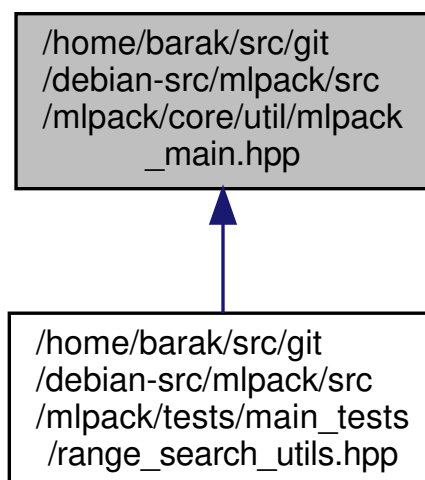 /home/barak/src/git
/debian-src/mlpack/src
/mlpack/core/util/mlpack
_main.hpp
/home/barak/src/git
/debian-src/mlpack/src
/mlpack/tests/main_tests
/range_search_utils.hpp